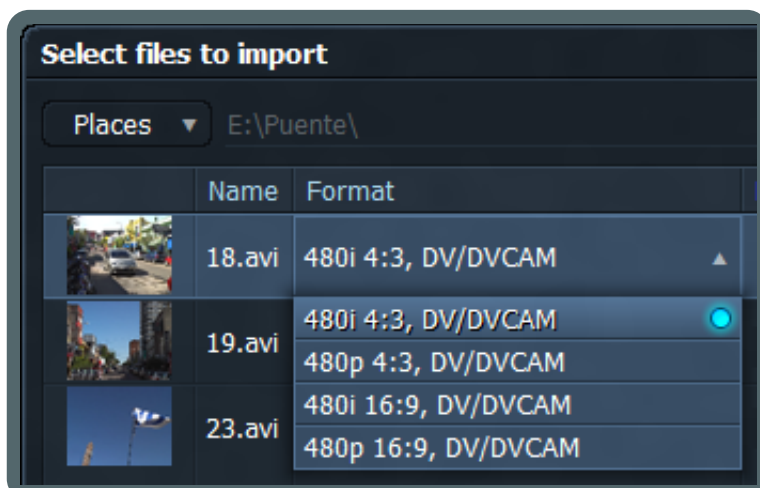 Select files to import
Places E:\Puente\
Name Format
18.avi 480i 4:3, DV/DVCAM
480i 4:3, DV/DVCAM
19.avi
480p 4:3, DV/DVCAM
480i 16:9, DV/DVCAM
23.avi
480p 16:9, DV/DVCAM